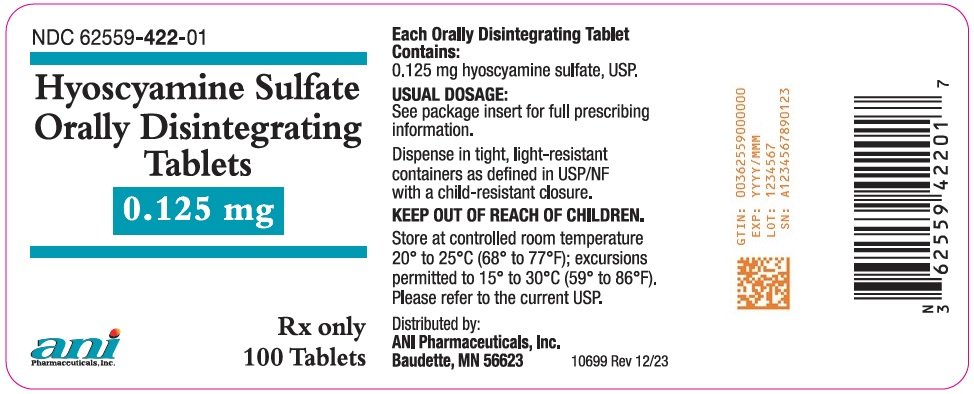 NDC 62559-422-01
Hyoscyamine Sulfate
Orally Disintegrating
Tablets
0.125 mg
ani
Pharmaceuticals, Inc.
Rx only
100 Tablets
Each Orally Disintegrating Tablet
Contains:
0.125 mg hyoscyamine sulfate, USP.
USUAL DOSAGE:
See package insert for full prescribing
information.
Dispense in tight, light-resistant
containers as defined in USP/NF
with a child-resistant closure.
KEEP OUT OF REACH OF CHILDREN.
Store at controlled room temperature
20° to 25°C (68° to 77°F); excursions
permitted to 15° to 30°C (59° to 86°F).
Please refer to the current USP.
Distributed by:
ANI Pharmaceuticals, Inc.
Baudette, MN 56623 10699 Rev 12/23
GTIN: 00362559000000
EXP: YYYY/MMM
LOT: 1234567
SN: A1234567890123
N
3 62559 42201 7